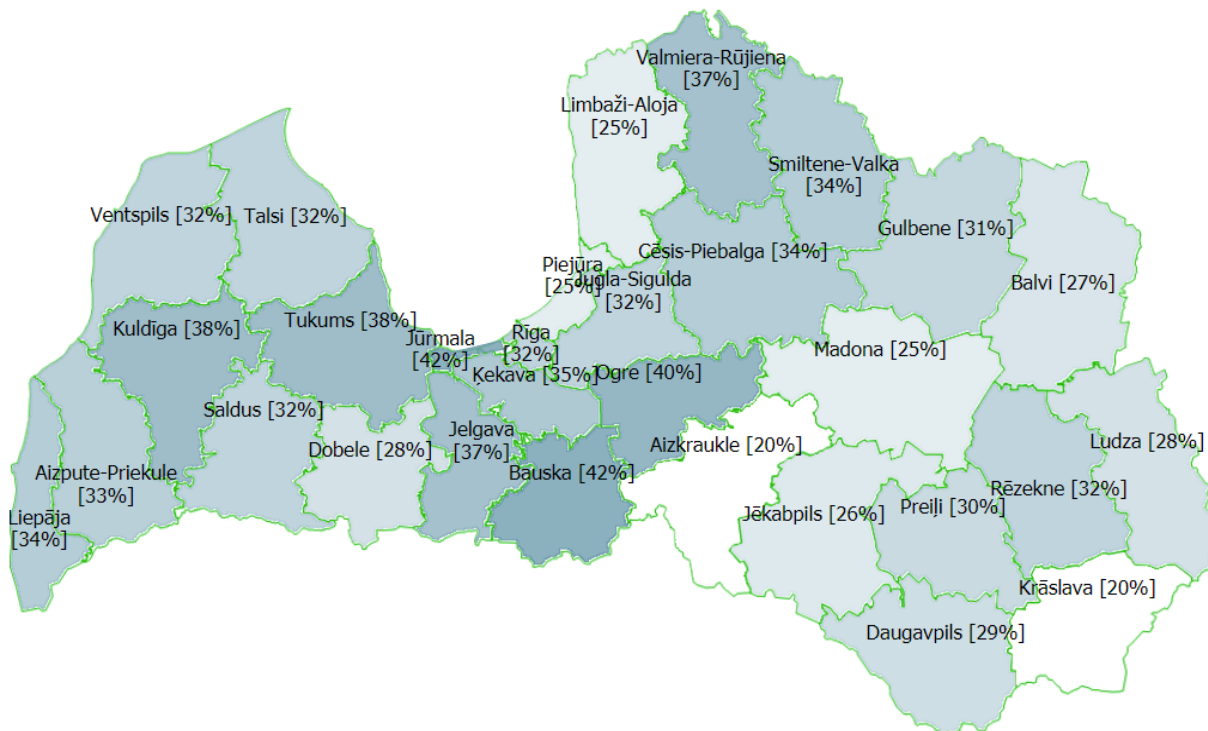 Valmiera-Rūjiena
[37%]
Limbaži-Aloja
[25%]
Smiltene-Valka
[34%]
Ventspils [32%]
Talsi [32%]
Gulbene [31%]
Cēsis-Piebalga [34%]
Piejūra
[25%]
Jugla-Sigulda
[32%]
Balvi [27%]
Kuldīga [38%]
Tukums [38%]
Jūrmala
[42%]
Rīga
[32%]
Madona [25%]
Ķekava [35%]
Ogre [40%]
Saldus [32%]
Dobele [28%]
Jelgava
[37%]
Aizkraukle [20%]
Ludza [28%]
Aizpute-Priekule
[33%]
Bauska [42%]
Rēzekne [32%]
Liepāja
[34%]
Jēkabpils [26%]
Preiļi [30%]
Krāslava [20%]
Daugavpils [29%]